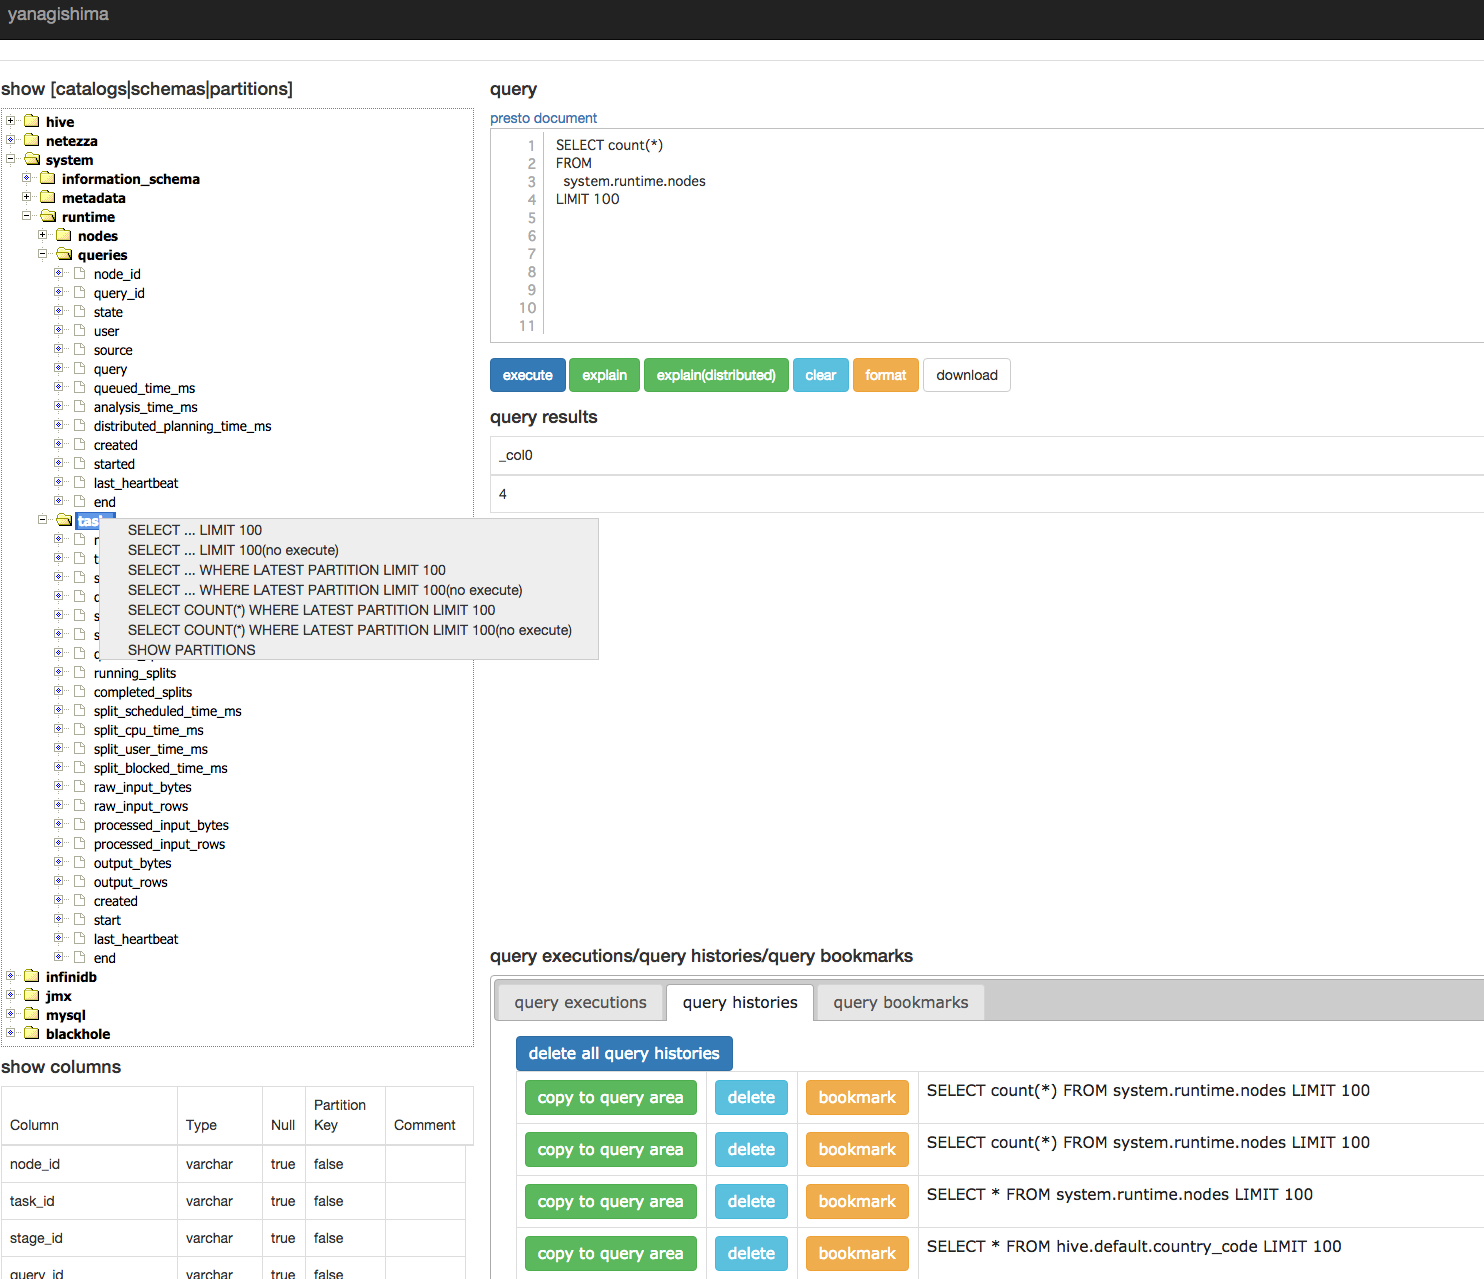 yanagishima
show [catalogs|schemas|partitions]
hive
netezza
system
information_schema
metadata
runtime
nodes
queries
node_id
query_id
state
user
source
query
queued_time_ms
analysis_time_ms
distributed_planning_time_ms
created
started
last_heartbeat
end
SELECT ... LIMIT 100
SELECT ... LIMIT 100(no execute)
SELECT ... WHERE LATEST PARTITION LIMIT 100
SELECT ... WHERE LATEST PARTITION LIMIT 100(no execute)
SELECT COUNT(*) WHERE LATEST PARTITION LIMIT 100
SELECT COUNT(*) WHERE LATEST PARTITION LIMIT 100(no execute)
SHOW PARTITIONS
running_splits
completed_splits
split_scheduled_time_ms
split_cpu_time_ms
split_user_time_ms
split_blocked_time_ms
raw_input_bytes
raw_input_rows
processed_input_bytes
processed_input_rows
output_bytes
output_rows
created
start
last_heartbeat
end
infinidb
jmx
mysql
blackhole
show columns
Column Type Null Partition Key Comment
node_id varchar true false
task_id varchar true false
stage_id varchar true false
query_id varchar true false
query
presto document
1 SELECT count(*)
2 FROM
3 system.runtime.nodes
4 LIMIT 100
5
6
7
8
9
10
11
execute explain explain(distributed) clear format download
query results
_col0
4
query executions/query histories/query bookmarks
query executions query histories query bookmarks
delete all query histories
copy to query area delete bookmark SELECT count(*) FROM system.runtime.nodes LIMIT 100
copy to query area delete bookmark SELECT count(*) FROM system.runtime.nodes LIMIT 100
copy to query area delete bookmark SELECT * FROM system.runtime.nodes LIMIT 100
copy to query area delete bookmark SELECT * FROM hive.default.country_code LIMIT 100